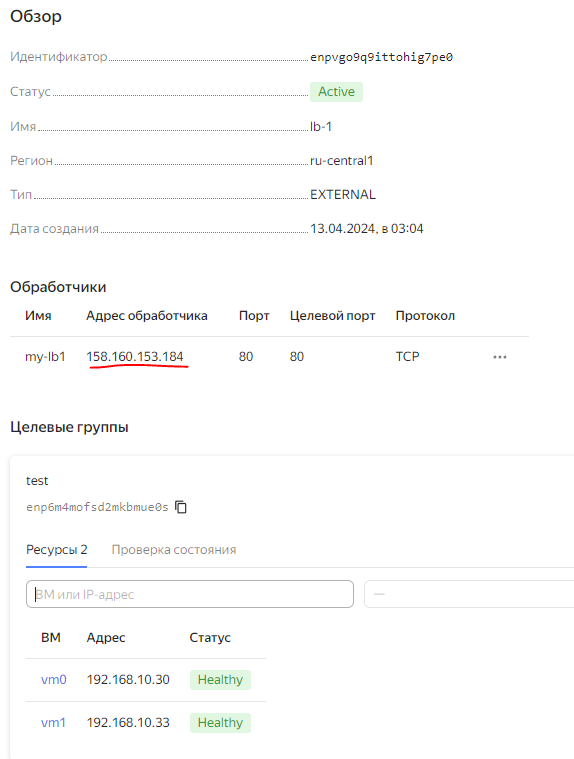 Обзор
Идентификатор enpvgo9q9ittohig7pe0
Статус Active
Имя lb-1
Регион ru-central1
Тип EXTERNAL
Дата создания 13.04.2024, в 03:04
Обработчики
Имя Адрес обработчика Порт Целевой порт Протокол
my-lb1 158.160.153.184 80 80 TCP
Целевые группы
test
enp6m4mofsd2mkbmue0s
Ресурсы 2 Проверка состояния
ВМ или IP-адрес —
ВМ Адрес Статус
vm0 192.168.10.30 Healthy
vm1 192.168.10.33 Healthy